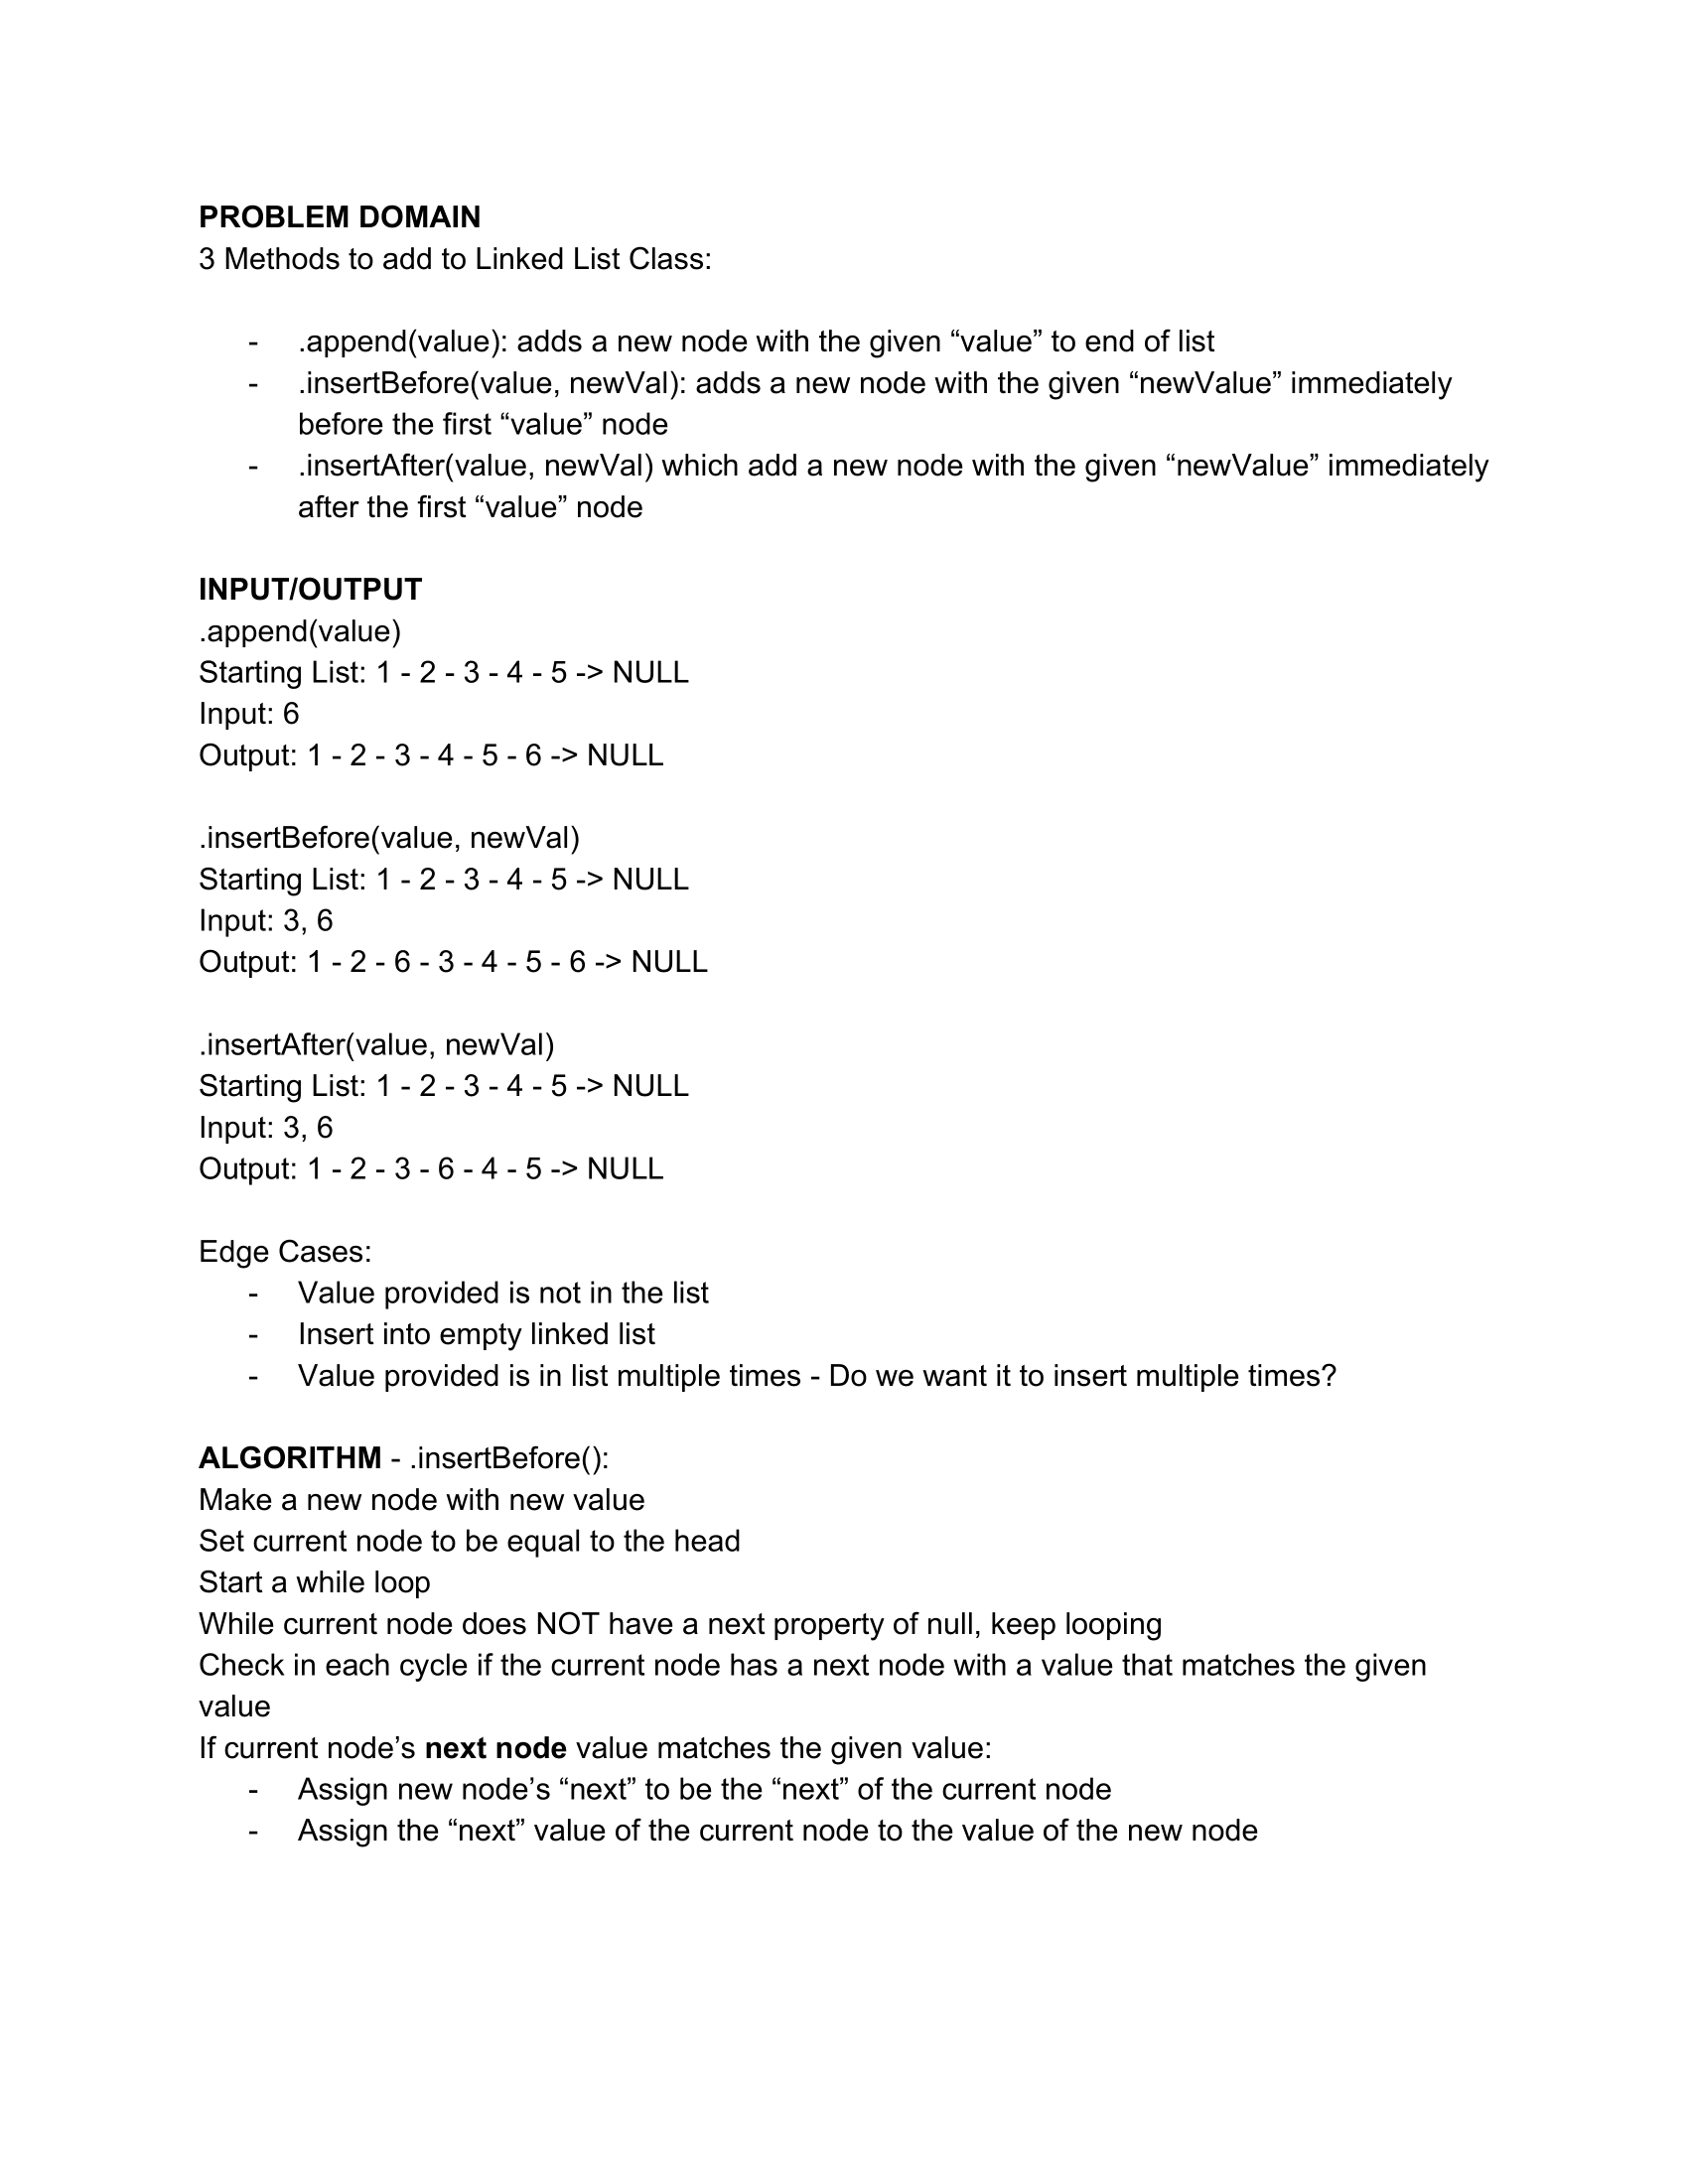 PROBLEM DOMAIN
3 Methods to add to Linked List Class:
- .append(value): adds a new node with the given “value” to end of list
- .insertBefore(value, newVal): adds a new node with the given “newValue” immediately
before the first “value” node
- .insertAfter(value, newVal) which add a new node with the given “newValue” immediately
after the first “value” node
INPUT/OUTPUT
.append(value)
Starting List: 1 - 2 - 3 - 4 - 5 -> NULL
Input: 6
Output: 1 - 2 - 3 - 4 - 5 - 6 -> NULL
.insertBefore(value, newVal)
Starting List: 1 - 2 - 3 - 4 - 5 -> NULL
Input: 3, 6
Output: 1 - 2 - 6 - 3 - 4 - 5 - 6 -> NULL
.insertAfter(value, newVal)
Starting List: 1 - 2 - 3 - 4 - 5 -> NULL
Input: 3, 6
Output: 1 - 2 - 3 - 6 - 4 - 5 -> NULL
Edge Cases:
- Value provided is not in the list
- Insert into empty linked list
- Value provided is in list multiple times - Do we want it to insert multiple times?
ALGORITHM - .insertBefore():
Make a new node with new value
Set current node to be equal to the head
Start a while loop
While current node does NOT have a next property of null, keep looping
Check in each cycle if the current node has a next node with a value that matches the given
value
If current node’s next node value matches the given value:
- Assign new node’s “next” to be the “next” of the current node
- Assign the “next” value of the current node to the value of the new node